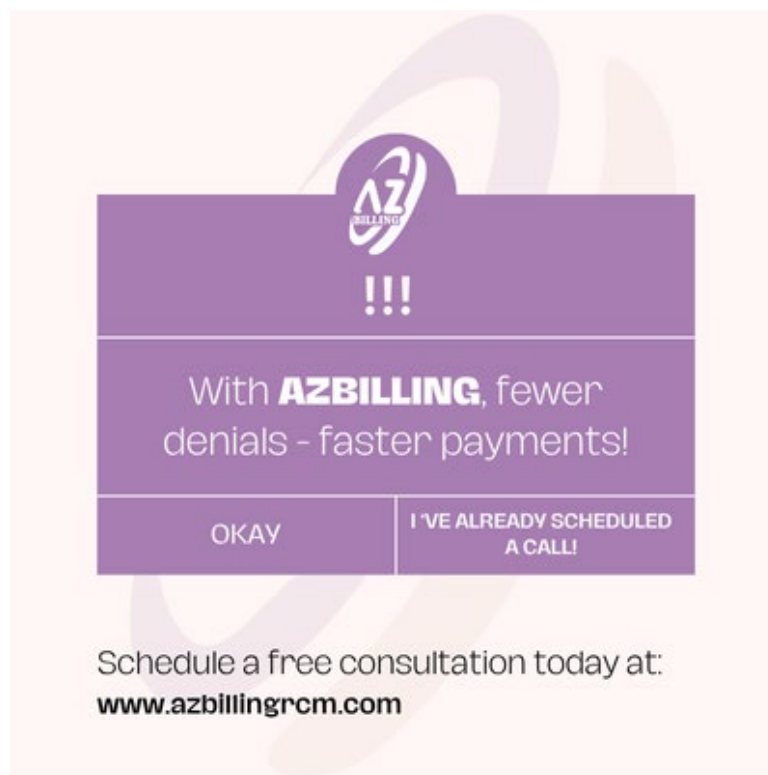 AZ
BILLING
!!!
With AZBILLING, fewer
denials - faster payments!
OKAY
I 'VE ALREADY SCHEDULED
A CALL!
Schedule a free consultation today at:
www.azbillingrcm.com